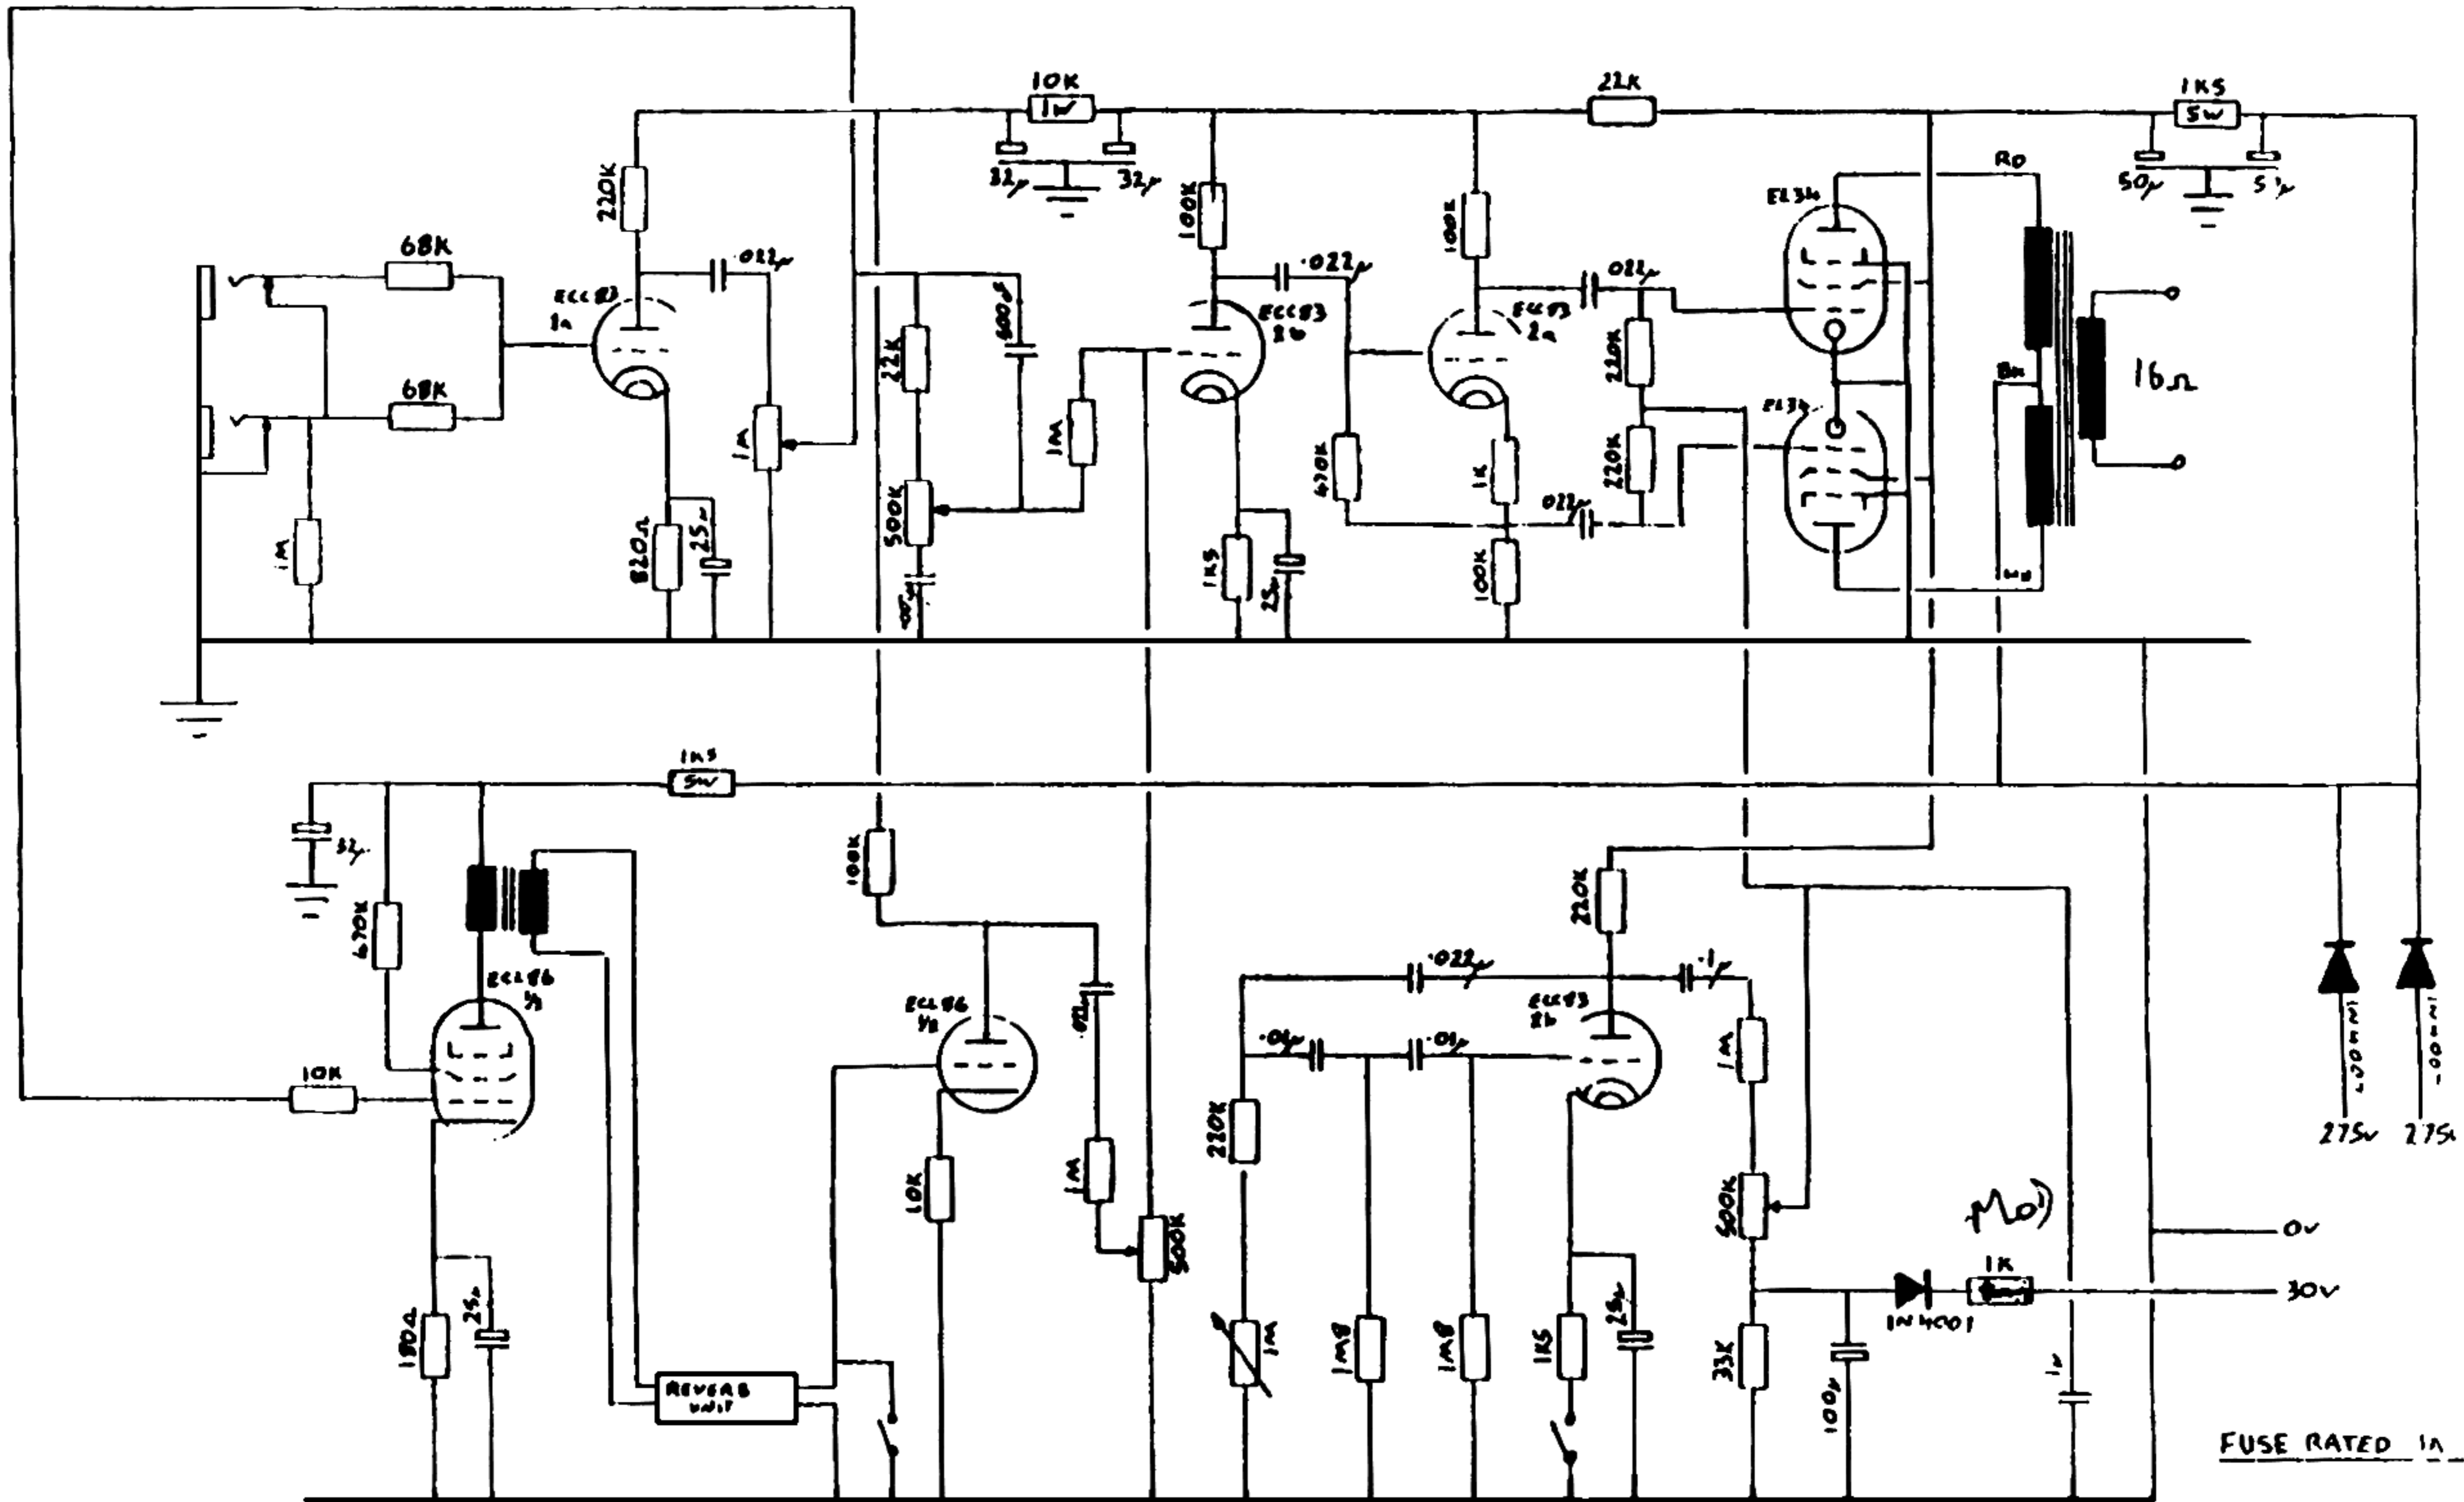 10K
1W
22K
1K5
5W
32μ
32μ
RD
50μ
220K
100K
100K
EL34
68K
.022μ
.022μ
.022μ
ECC83
1a
ECC83
ECC83
2a
22K
220K
BK
16Ω
68K
EL34
1M
1M
470K
1K
220K
500K
.022μ
1M
820Ω
25μ
1K5
25μ
100K
1K5
5W
32μ
100K
220K
470K
ECL86
½
ECL86
½
.022μ
.1μ
ECC83
.01μ
.01μ
1M
10K
220K
275v
275v
1M
10K
500K
500K
0v
1K
30v
1N4001
180Ω
25μ
1M
1M8
1M8
1K5
25μ
33K
100μ
1μ
REVERB
UNIT
FUSE RATED 1A